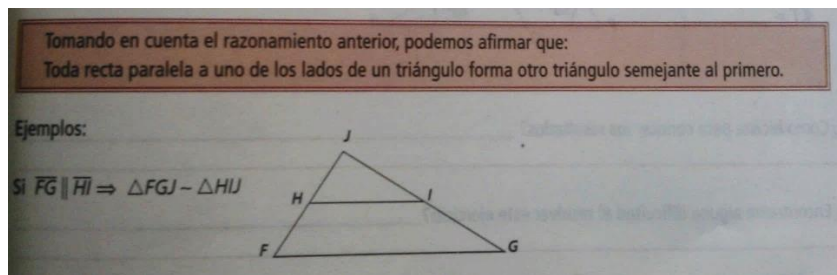 Tomando en cuenta el razonamiento anterior, podemos afirmar que:
Toda recta paralela a uno de los lados de un triángulo forma otro triángulo semejante al primero.
Ejemplos:
J
Si FG || HI ⇒ △FGJ ~ △HIJ
H
I
F
G